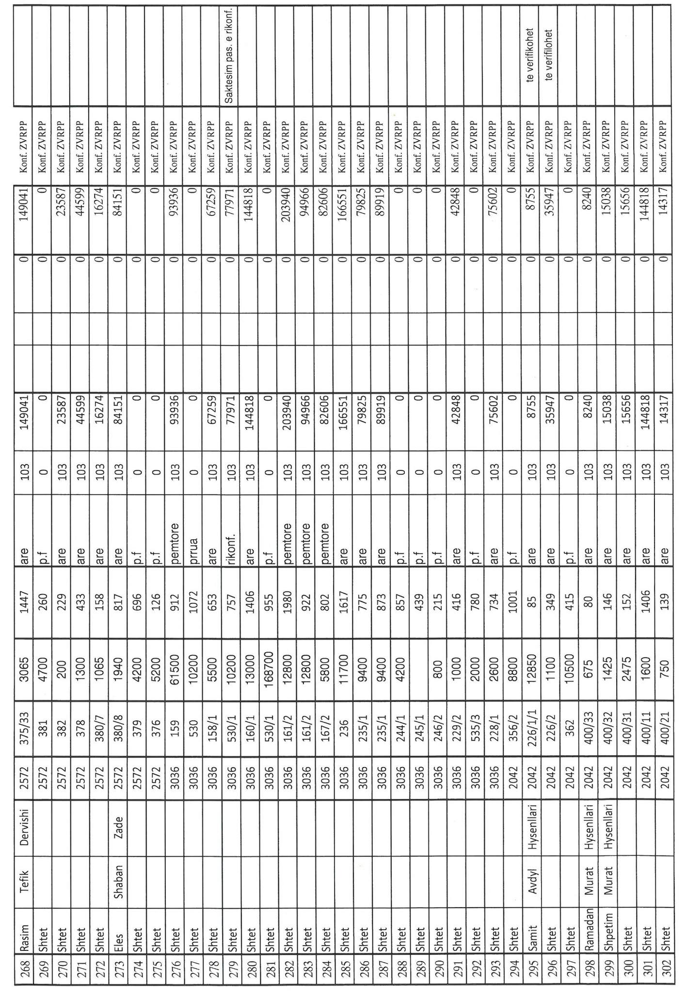 268 Rasim Tefik Dervishi 2572 375/33 3065 1447 are 103 149041 0 149041 Konf. ZVRPP
269 Shtet 2572 381 4700 260 p.f 0 0 0 0 Konf. ZVRPP
270 Shtet 2572 382 200 229 are 103 23587 0 23587 Konf. ZVRPP
271 Shtet 2572 378 1300 433 are 103 44599 0 44599 Konf. ZVRPP
272 Shtet 2572 380/7 1065 158 are 103 16274 0 16274 Konf. ZVRPP
273 Eles Shaban Zade 2572 380/8 1940 817 are 103 84151 0 84151 Konf. ZVRPP
274 Shtet 2572 379 4200 696 p.f 0 0 0 0 Konf. ZVRPP
275 Shtet 2572 376 5200 126 p.f 0 0 0 0 Konf. ZVRPP
276 Shtet 3036 159 61500 912 pemtore 103 93936 0 93936 Konf. ZVRPP
277 Shtet 3036 530 10200 1072 prrua 0 0 0 0 Konf. ZVRPP
278 Shtet 3036 158/1 5500 653 are 103 67259 0 67259 Konf. ZVRPP
279 Shtet 3036 530/1 10200 757 rikonf. 103 77971 0 77971 Konf. ZVRPP Saktesim pas. e rikonf.
280 Shtet 3036 160/1 13000 1406 are 103 144818 0 144818 Konf. ZVRPP
281 Shtet 3036 530/1 168700 955 p.f 0 0 0 0 Konf. ZVRPP
282 Shtet 3036 161/2 12800 1980 pemtore 103 203940 0 203940 Konf. ZVRPP
283 Shtet 3036 161/2 12800 922 pemtore 103 94966 0 94966 Konf. ZVRPP
284 Shtet 3036 167/2 5800 802 pemtore 103 82606 0 82606 Konf. ZVRPP
285 Shtet 3036 236 11700 1617 are 103 166551 0 166551 Konf. ZVRPP
286 Shtet 3036 235/1 9400 775 are 103 79825 0 79825 Konf. ZVRPP
287 Shtet 3036 235/1 9400 873 are 103 89919 0 89919 Konf. ZVRPP
288 Shtet 3036 244/1 4200 857 p.f 0 0 0 0 Konf. ZVRPP
289 Shtet 3036 245/1 439 p.f 0 0 0 0 Konf. ZVRPP
290 Shtet 3036 246/2 800 215 p.f 0 0 0 0 Konf. ZVRPP
291 Shtet 3036 229/2 1000 416 are 103 42848 0 42848 Konf. ZVRPP
292 Shtet 3036 535/3 2000 780 p.f 0 0 0 0 Konf. ZVRPP
293 Shtet 3036 228/1 2600 734 are 103 75602 0 75602 Konf. ZVRPP
294 Shtet 2042 356/2 8800 1001 p.f 0 0 0 0 Konf. ZVRPP
295 Samit Avdyl Hysenllari 2042 226/1/1 12850 85 are 103 8755 0 8755 Konf. ZVRPP te verifikohet
296 Shtet 2042 226/2 1100 349 are 103 35947 0 35947 Konf. ZVRPP te verifilohet
297 Shtet 2042 362 10500 415 p.f 0 0 0 0 Konf. ZVRPP
298 Ramadan Murat Hysenllari 2042 400/33 675 80 are 103 8240 0 8240 Konf. ZVRPP
299 Shpetim Murat Hysenllari 2042 400/32 1425 146 are 103 15038 0 15038 Konf. ZVRPP
300 Shtet 2042 400/31 2475 152 are 103 15656 0 15656 Konf. ZVRPP
301 Shtet 2042 400/11 1600 1406 are 103 144818 0 144818 Konf. ZVRPP
302 Shtet 2042 400/21 750 139 are 103 14317 0 14317 Konf. ZVRPP